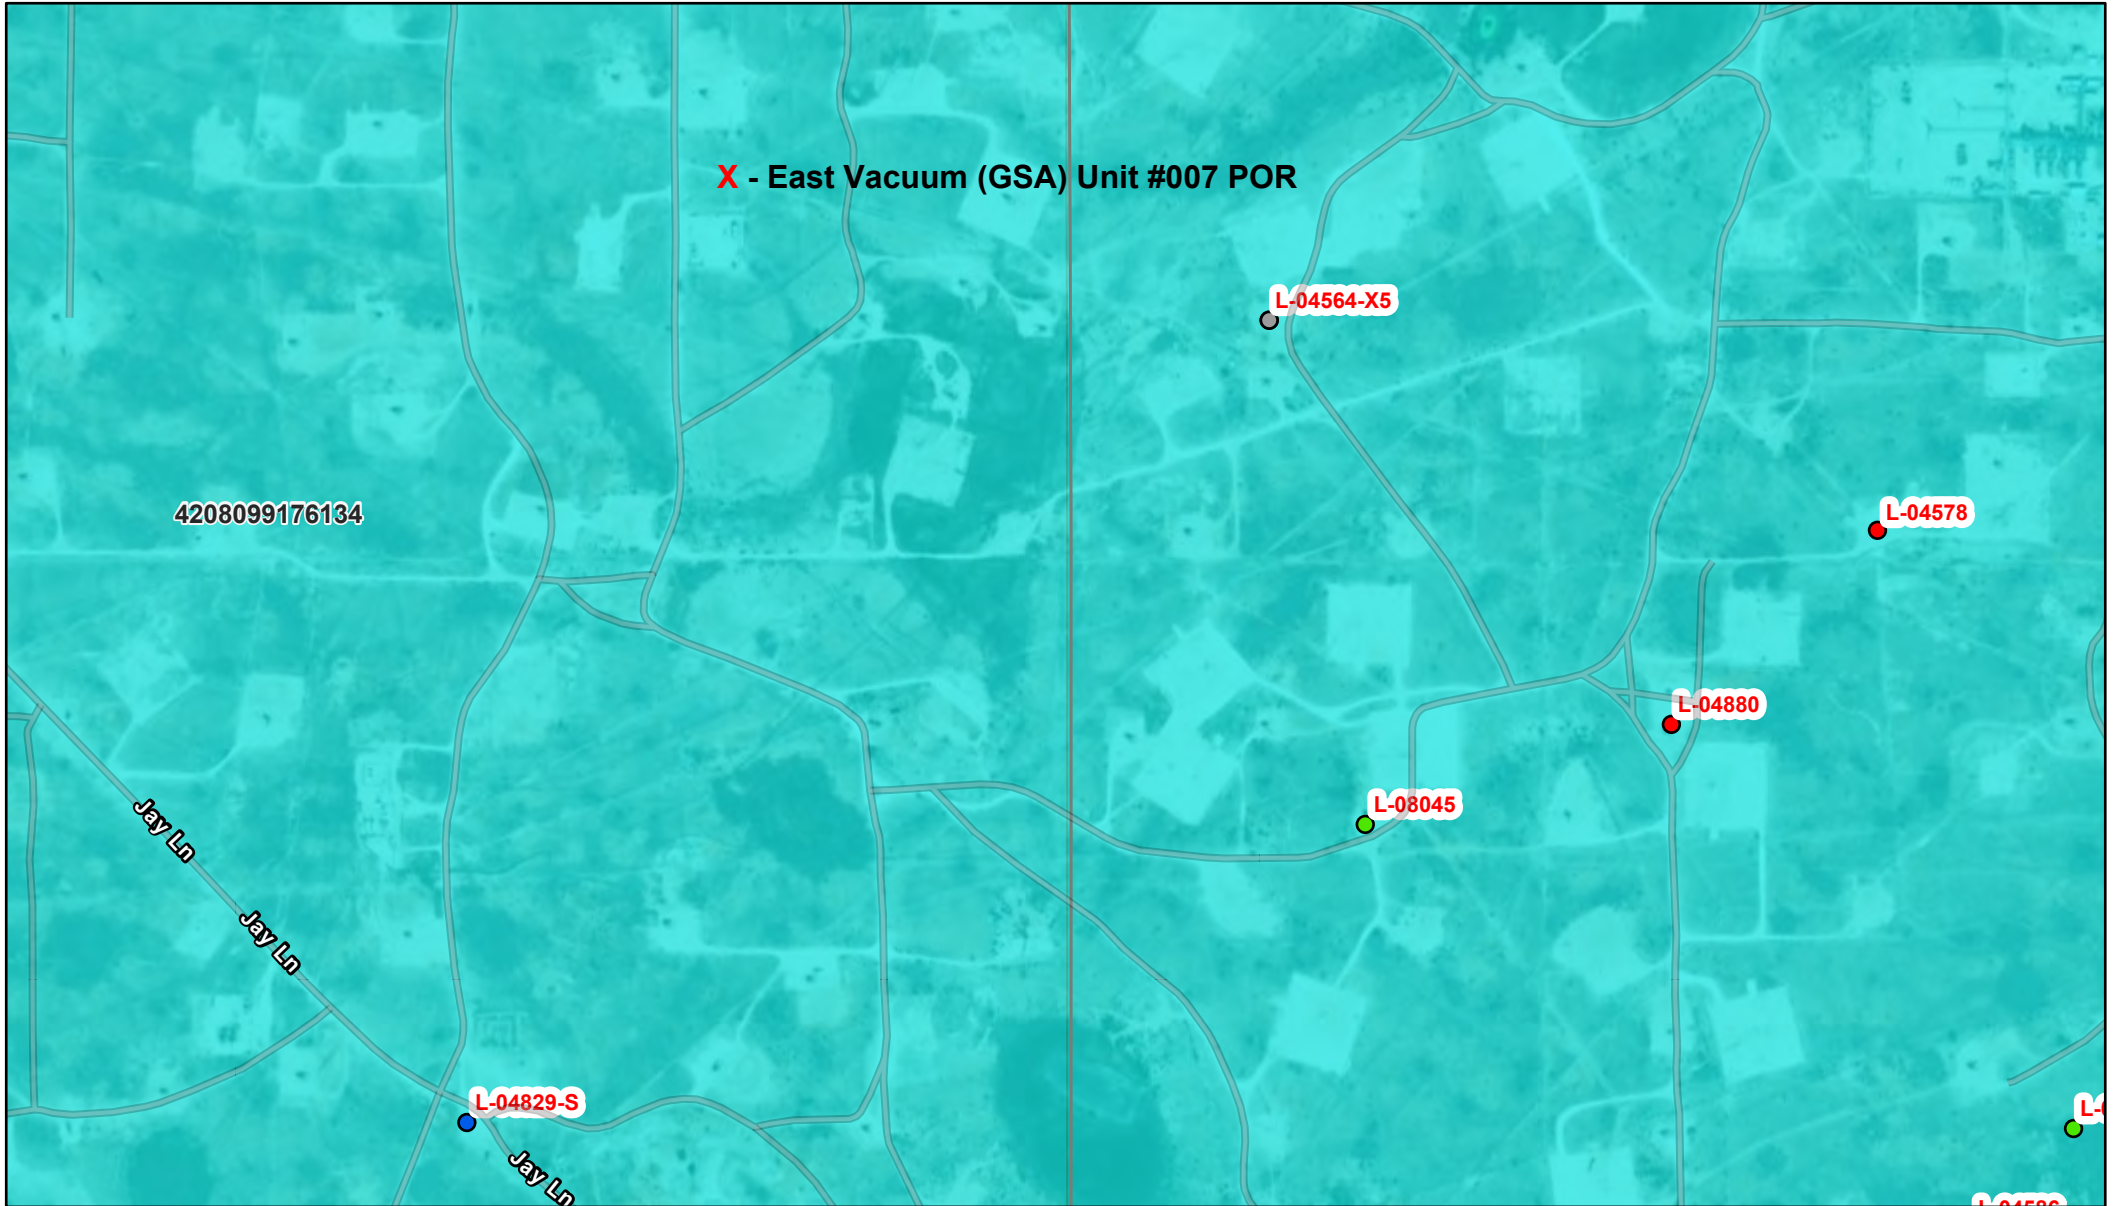 X - East Vacuum (GSA) Unit #007 POR
L-04564-X5
4208099176134
L-04578
L-04880
L-08045
Jay Ln
Jay Ln
L-04829-S
Jay Ln